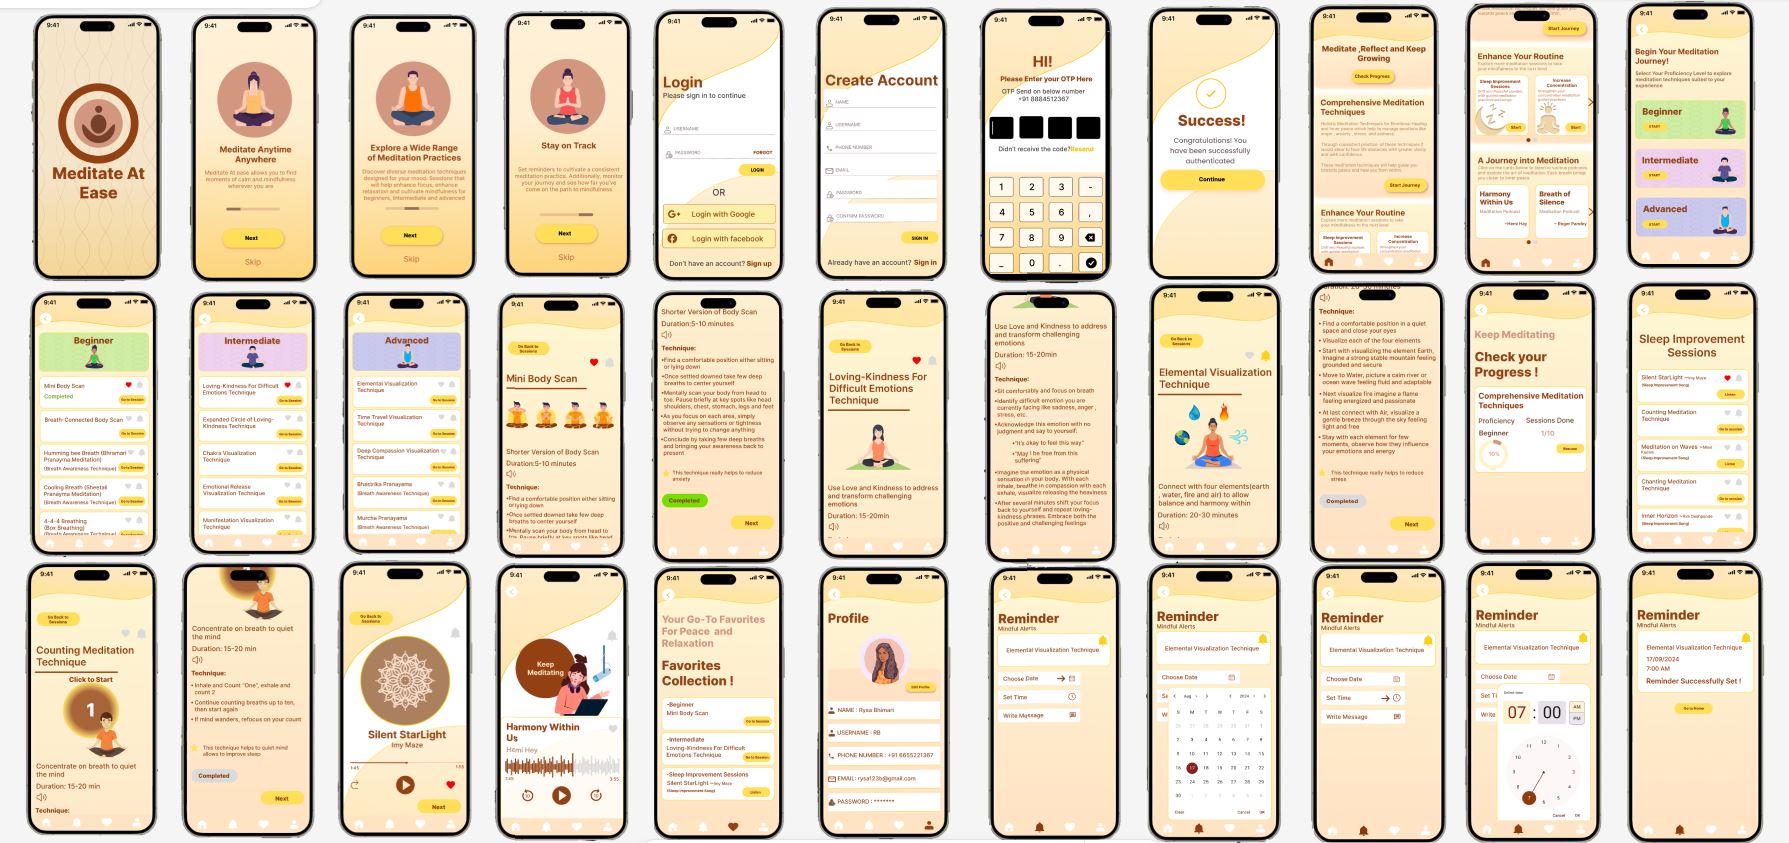 9:41
Meditate At
Ease
9:41
Meditate Anytime
Anywhere
Meditate At ease allows you to find
moments of calm and mindfulness
wherever you are
Next
Skip
9:41
Explore a Wide Range
of Meditation Practices
Discover diverse meditation techniques
designed for your mood. Sessions that
will help enhance focus, enhance
relaxation and cultivate mindfulness for
beginners, intermediate and advanced
Next
Skip
9:41
Stay on Track
Set reminders to cultivate a consistent
meditation practice. Additionally, monitor
your journey and see how far you've
come on the path to mindfulness
Next
Skip
9:41
Login
Please sign in to continue
USERNAME
PASSWORD
FORGOT
LOGIN
OR
G+ Login with Google
Login with facebook
Don't have an account? Sign up
9:41
Create Account
NAME
USERNAME
PHONE NUMBER
EMAIL
PASSWORD
CONFIRM PASSWORD
SIGN IN
Already have an account? Sign in
9:41
HI!
Please Enter your OTP Here
OTP Send on below number
+91 8884512367
Didn't receive the code?Resend
1 2 3 -
4 5 6 ,
7 8 9
_ 0 .
9:41
Success!
Congratulations! You
have been successfully
authenticated
Continue
9:41
Meditate ,Reflect and Keep
Growing
Check Progress
Comprehensive Meditation
Techniques
Start Journey
Enhance Your Routine
Explore more meditation sessions to take
your mindfulness to the next level
Sleep Improvement
Sessions
Increase
Concentration
Start Journey
Enhance Your Routine
Explore more meditation sessions to take
your mindfulness to the next level
Sleep Improvement
Sessions
Increase
Concentration
Start
Start
A Journey into Meditation
Harmony
Within Us
Meditation Podcast
~Hemi Hay
Breath of
Silence
Meditation Podcast
~ Roger Pandey
9:41
Begin Your Meditation
Journey!
Select Your Proficiency Level to explore
meditation techniques suited to your
experience
Beginner
START
Intermediate
START
Advanced
START
9:41
Beginner
Mini Body Scan
Completed
Go to Session
Breath-Connected Body Scan
Go to Session
Humming bee Breath (Bhramari
Pranayma Meditation)
(Breath Awareness Technique)
Go to Session
Cooling Breath (Sheetali
Pranayma Meditation)
(Breath Awareness Technique)
Go to Session
4-4-4 Breathing
(Box Breathing)
(Breath Awareness Technique)
Go to Session
9:41
Intermediate
Loving-Kindness For Difficult
Emotions Technique
Go to Session
Expanded Circle of Loving-
Kindness Technique
Go to Session
Chakra Visualization
Technique
Go to Session
Emotional Release
Visualization Technique
Go to Session
Manifestation Visualization
Technique
Go to Session
9:41
Advanced
Elemental Visualization
Technique
Go to Session
Time Travel Visualization
Technique
Go to Session
Deep Compassion Visualization
Technique
Go to Session
Bhastrika Pranayama
(Breath Awareness Technique)
Go to Session
Murcha Pranayama
(Breath Awareness Technique)
Go to Session
9:41
Go Back to
Sessions
Mini Body Scan
Shorter Version of Body Scan
Duration:5-10 minutes
Technique:
•Find a comfortable position either sitting
or lying down
•Once settled downed take few deep
breaths to center yourself
•Mentally scan your body from head to
toe. Pause briefly at key spots like head
Shorter Version of Body Scan
Duration:5-10 minutes
Technique:
•Find a comfortable position either sitting
or lying down
•Once settled downed take few deep
breaths to center yourself
•Mentally scan your body from head to
toe. Pause briefly at key spots like head
shoulders, chest, stomach, legs and feet
•As you focus on each area, simply
observe any sensations or tightness
without trying to change anything
•Conclude by taking few deep breaths
and bringing your awareness back to
present
This technique really helps to reduce
anxiety
Completed
Next
9:41
Go Back to
Sessions
Loving-Kindness For
Difficult Emotions
Technique
Use Love and Kindness to address
and transform challenging
emotions
Duration: 15-20min
Use Love and Kindness to address
and transform challenging
emotions
Duration: 15-20min
Technique:
•Sit comfortably and focus on breath
•Identify difficult emotion you are
currently facing like sadness, anger ,
stress, etc.
•Acknowledge this emotion with no
judgment and say to yourself:
•"It's okay to feel this way"
•"May I be free from this
suffering"
•Imagine the emotion as a physical
sensation in your body. With each
inhale, breathe in compassion with each
exhale, visualize releasing the heaviness
•After several minutes shift your focus
back to yourself and repeat loving-
kindness phrases. Embrace both the
positive and challenging feelings
9:41
Go Back to
Sessions
Elemental Visualization
Technique
Connect with four elements(earth
, water, fire and air) to allow
balance and harmony within
Duration: 20-30 minutes
Technique:
•Find a comfortable position in a quiet
space and close your eyes
•Visualize each of the four elements
•Start with visualizing the element Earth,
Imagine a strong stable mountain feeling
grounded and secure
•Move to Water, picture a calm river or
ocean wave feeling fluid and adaptable
•Next visualize fire imagine a flame
feeling energized and passionate
•At last connect with Air, visualize a
gentle breeze through the sky feeling
light and free
•Stay with each element for few
moments, observe how they influence
your emotions and energy
This technique really helps to reduce
stress
Completed
Next
9:41
Keep Meditating
Check your
Progress !
Comprehensive Meditation
Techniques
Proficiency Sessions Done
Beginner 1/10
10%
Resume
9:41
Sleep Improvement
Sessions
Silent StarLight ~Imy Maze
(Sleep Improvement Song)
Listen
Counting Meditation
Technique
Go to session
Meditation on Waves
(Sleep Improvement Song)
Listen
Chanting Meditation
Technique
Go to session
Inner Horizon
(Sleep Improvement Song)
9:41
Go Back to
Sessions
Counting Meditation
Technique
Click to Start
1
Concentrate on breath to quiet
the mind
Duration: 15-20 min
Technique:
Concentrate on breath to quiet
the mind
Duration: 15-20 min
Technique:
• Inhale and Count "One", exhale and
count 2
• Continue counting breaths up to ten,
then start again
• If mind wanders, refocus on your count
This technique helps to quiet mind
allows to improve sleep
Completed
Next
9:41
Go Back to
Sessions
Silent StarLight
Imy Maze
1:45
1:55
Next
9:41
Keep
Meditating
Harmony Within
Us
Hemi Hey
3:55
10
10
9:41
Your Go-To Favorites
For Peace and
Relaxation
Favorites
Collection !
-Beginner
Mini Body Scan
Go to Session
-Intermediate
Loving-Kindness For Difficult
Emotions Technique
Go to Session
-Sleep Improvement Sessions
Silent StarLight ~Imy Maze
(Sleep Improvement Song)
Listen
9:41
Profile
Edit Profile
NAME : Rysa Bhimari
USERNAME : RB
PHONE NUMBER : +91 6655221367
EMAIL: rysa123b@gmail.com
PASSWORD : *******
9:41
Reminder
Mindful Alerts
Elemental Visualization Technique
Choose Date
Set Time
Write Message
9:41
Reminder
Mindful Alerts
Elemental Visualization Technique
Choose Date
Aug
2024
S M T W T F S
Clear
Cancel
OK
9:41
Reminder
Mindful Alerts
Elemental Visualization Technique
Choose Date
Set Time
Write Message
9:41
Reminder
Mindful Alerts
Elemental Visualization Technique
Choose Date
07 : 00
AM
PM
Cancel
OK
9:41
Reminder
Mindful Alerts
Elemental Visualization Technique
17/09/2024
7:00 AM
Reminder Successfully Set !
Go to Home